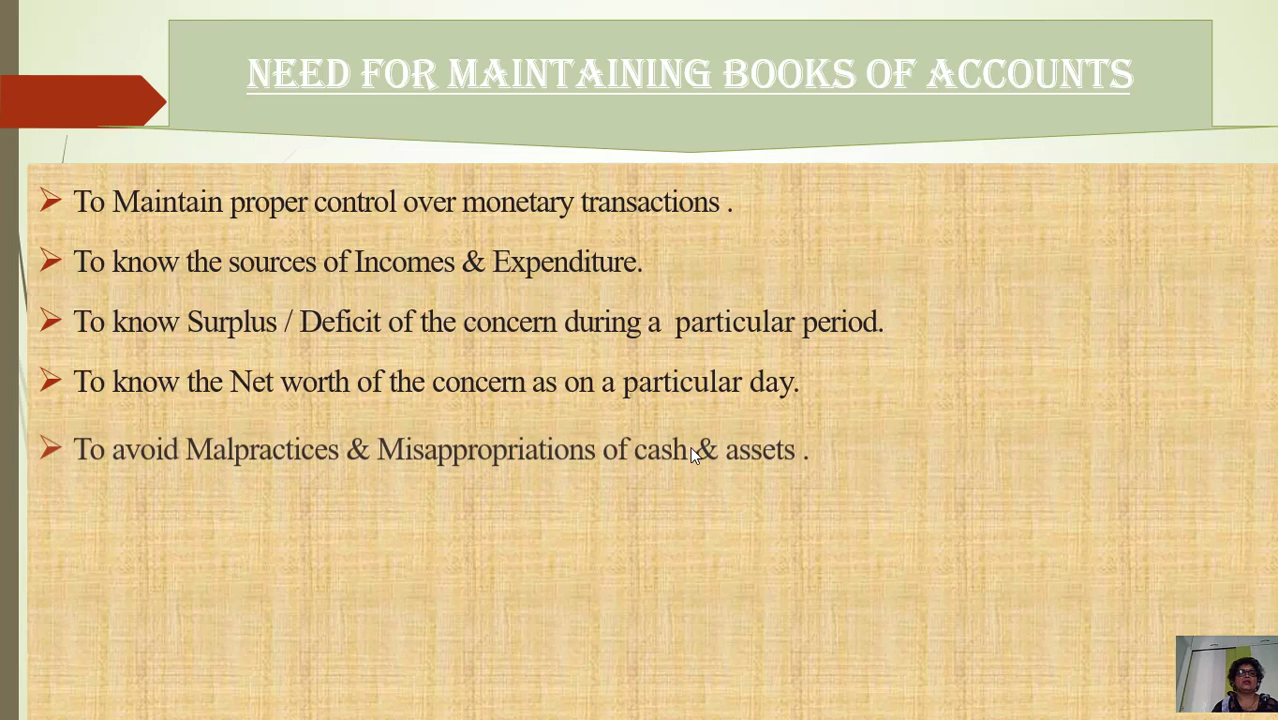 NEED FOR MAINTAINING BOOKS OF ACCOUNTS
To Maintain proper control over monetary transactions .
To know the sources of Incomes & Expenditure.
To know Surplus / Deficit of the concern during a particular period.
To know the Net worth of the concern as on a particular day.
To avoid Malpractices & Misappropriations of cash & assets .